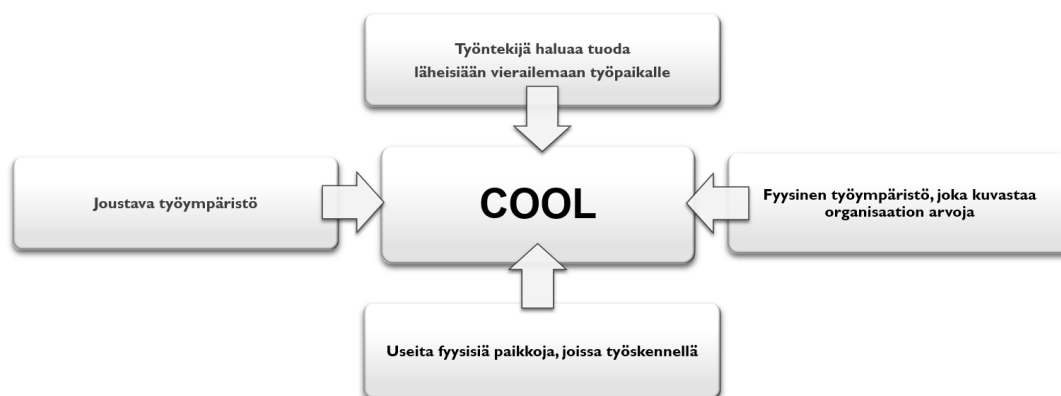 Työntekijä haluaa tuoda
läheisiään vierailemaan työpaikalle
Joustava työympäristö
COOL
Fyysinen työympäristö, joka kuvastaa
organisaation arvoja
Useita fyysisiä paikkoja, joissa työskennellä